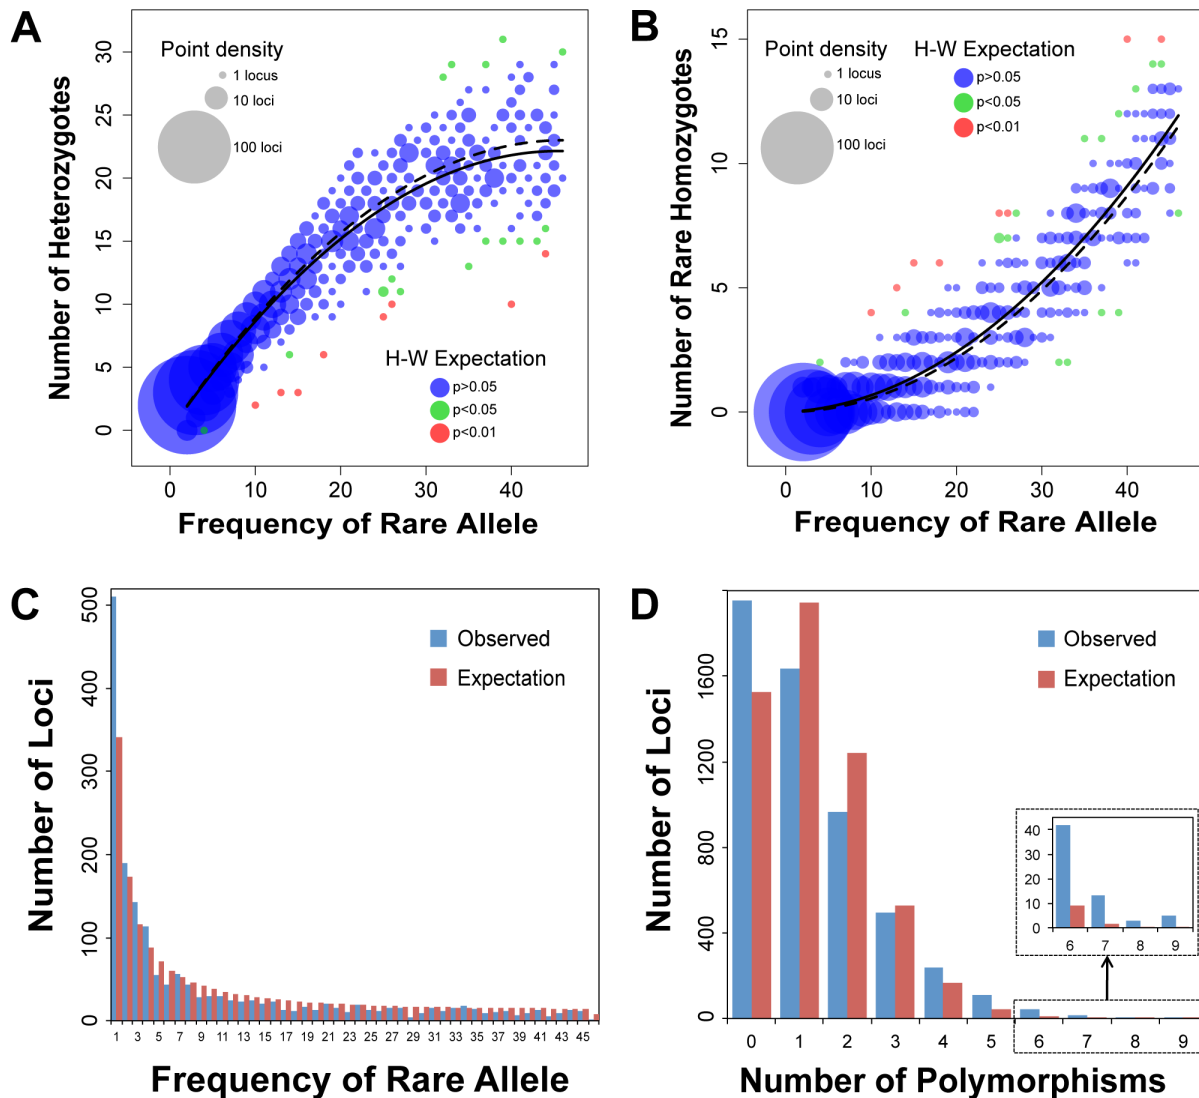 A
Number of Heterozygotes
30
25
20
15
10
5
0
Point density
1 locus
10 loci
100 loci
H-W Expectation
p>0.05
p<0.05
p<0.01
0 10 20 30 40
Frequency of Rare Allele
B
Number of Rare Homozygotes
15
10
5
0
Point density
1 locus
10 loci
100 loci
H-W Expectation
p>0.05
p<0.05
p<0.01
0 10 20 30 40
Frequency of Rare Allele
C
Number of Loci
500
400
300
200
100
0
Observed
Expectation
1 3 5 7 9 11 13 15 17 19 21 23 25 27 29 31 33 35 37 39 41 43 45
Frequency of Rare Allele
D
Number of Loci
1600
1200
800
400
0
Observed
Expectation
40
30
20
10
0
6 7 8 9
0 1 2 3 4 5 6 7 8 9
Number of Polymorphisms